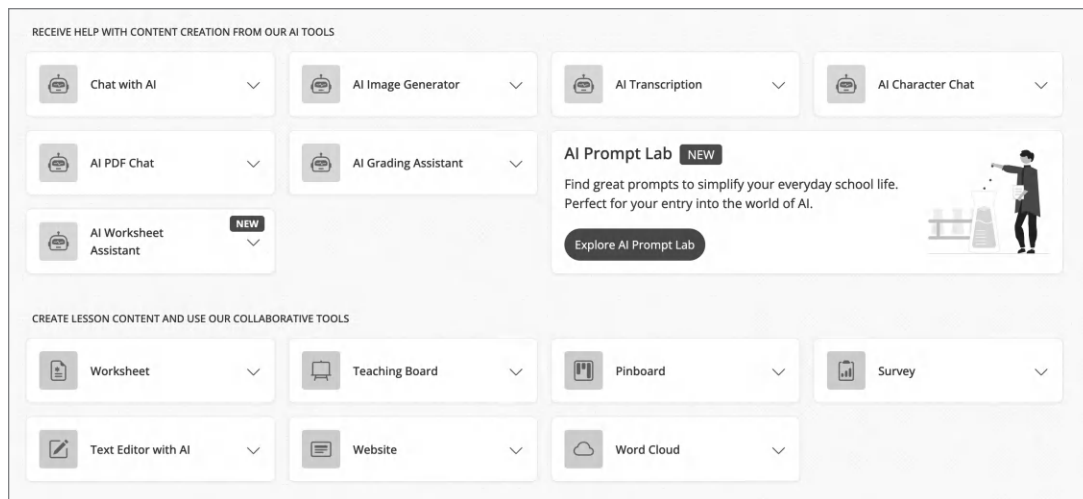 RECEIVE HELP WITH CONTENT CREATION FROM OUR AI TOOLS
Chat with AI
AI Image Generator
AI Transcription
AI Character Chat
AI PDF Chat
AI Grading Assistant
AI Prompt Lab NEW
Find great prompts to simplify your everyday school life.
Perfect for your entry into the world of AI.
Explore AI Prompt Lab
NEW
AI Worksheet
Assistant
CREATE LESSON CONTENT AND USE OUR COLLABORATIVE TOOLS
Worksheet
Teaching Board
Pinboard
Survey
Text Editor with AI
Website
Word Cloud